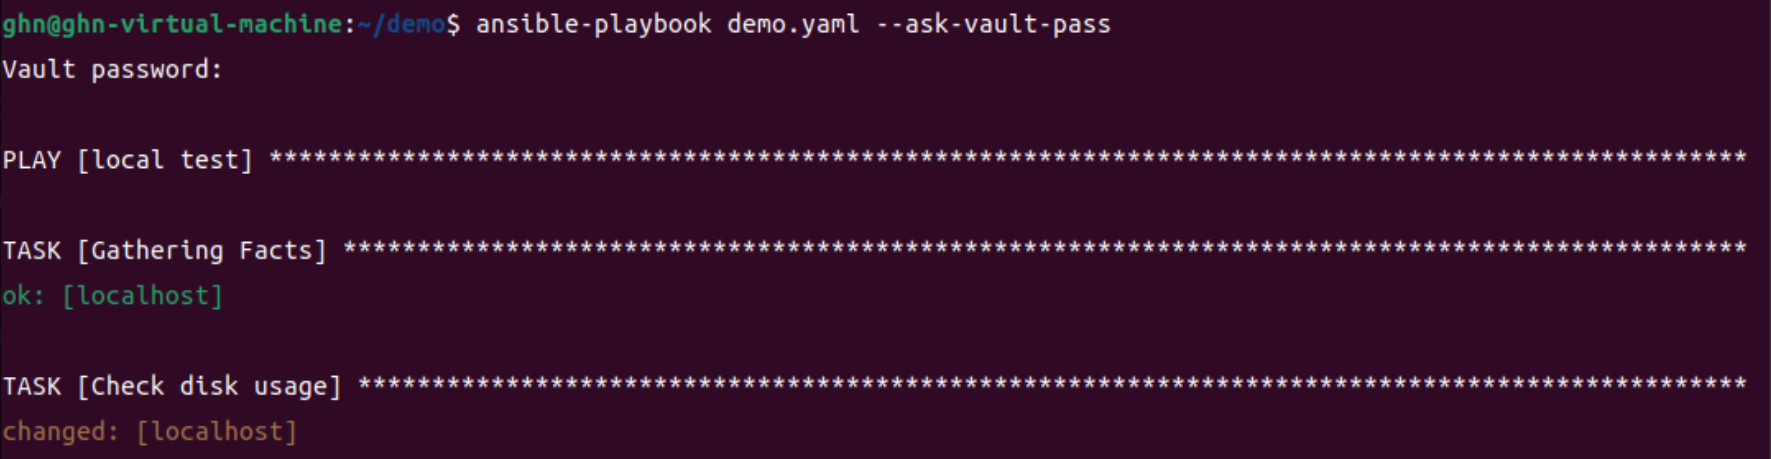 ghn@ghn-virtual-machine:~/demo$ ansible-playbook demo.yaml --ask-vault-pass
Vault password:
PLAY [local test] ****************************************************************************************************
TASK [Gathering Facts] ***********************************************************************************************
ok: [localhost]
TASK [Check disk usage] **********************************************************************************************
changed: [localhost]